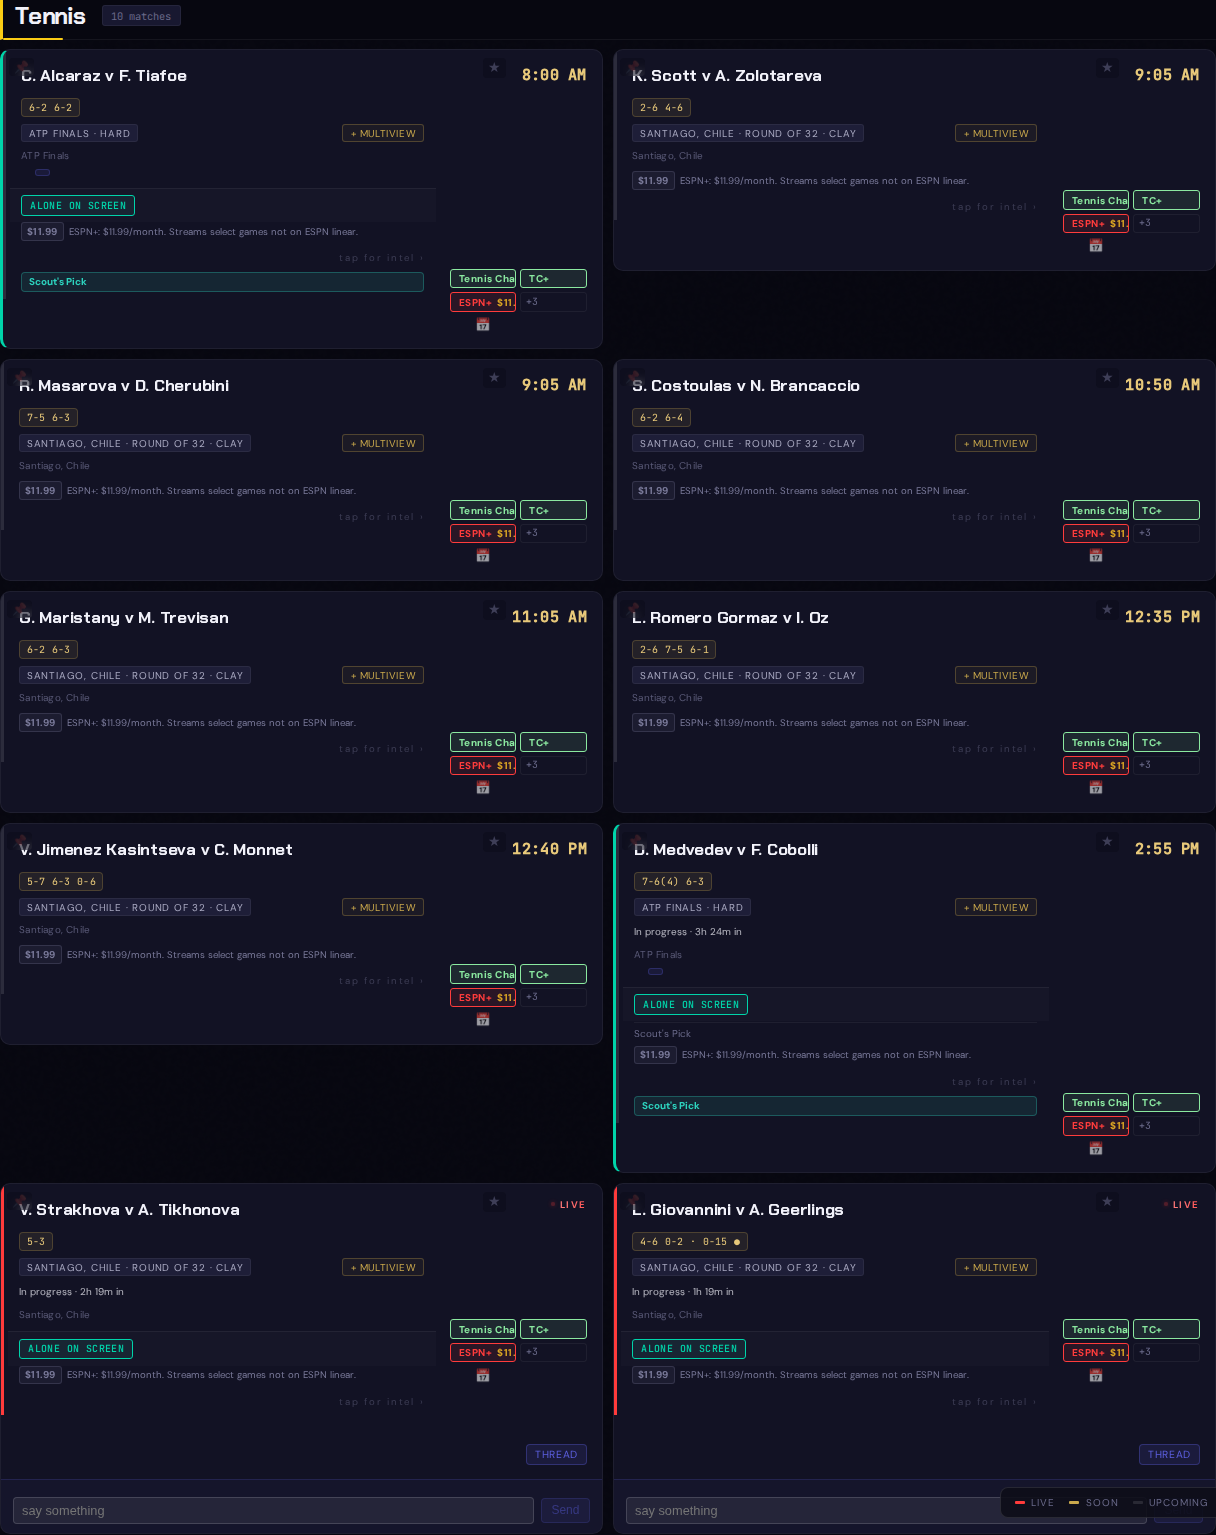 Tennis 10 matches
C. Alcaraz v F. Tiafoe ★ 8:00 AM
6-2 6-2
ATP FINALS · HARD + MULTIVIEW
ATP Finals
ALONE ON SCREEN
$11.99 ESPN+: $11.99/month. Streams select games not on ESPN linear.
tap for intel ›
Scout's Pick
Tennis Cha TC+
ESPN+ $11. +3
17
K. Scott v A. Zolotareva ★ 9:05 AM
2-6 4-6
SANTIAGO, CHILE · ROUND OF 32 · CLAY + MULTIVIEW
Santiago, Chile
$11.99 ESPN+: $11.99/month. Streams select games not on ESPN linear.
tap for intel ›
Tennis Cha TC+
ESPN+ $11. +3
17
R. Masarova v D. Cherubini ★ 9:05 AM
7-5 6-3
SANTIAGO, CHILE · ROUND OF 32 · CLAY + MULTIVIEW
Santiago, Chile
$11.99 ESPN+: $11.99/month. Streams select games not on ESPN linear.
tap for intel ›
Tennis Cha TC+
ESPN+ $11. +3
17
S. Costoulas v N. Brancaccio ★ 10:50 AM
6-2 6-4
SANTIAGO, CHILE · ROUND OF 32 · CLAY + MULTIVIEW
Santiago, Chile
$11.99 ESPN+: $11.99/month. Streams select games not on ESPN linear.
tap for intel ›
Tennis Cha TC+
ESPN+ $11. +3
17
G. Maristany v M. Trevisan ★ 11:05 AM
6-2 6-3
SANTIAGO, CHILE · ROUND OF 32 · CLAY + MULTIVIEW
Santiago, Chile
$11.99 ESPN+: $11.99/month. Streams select games not on ESPN linear.
tap for intel ›
Tennis Cha TC+
ESPN+ $11. +3
17
L. Romero Gormaz v I. Oz ★ 12:35 PM
2-6 7-5 6-1
SANTIAGO, CHILE · ROUND OF 32 · CLAY + MULTIVIEW
Santiago, Chile
$11.99 ESPN+: $11.99/month. Streams select games not on ESPN linear.
tap for intel ›
Tennis Cha TC+
ESPN+ $11. +3
17
V. Jimenez Kasintseva v C. Monnet ★ 12:40 PM
5-7 6-3 0-6
SANTIAGO, CHILE · ROUND OF 32 · CLAY + MULTIVIEW
Santiago, Chile
$11.99 ESPN+: $11.99/month. Streams select games not on ESPN linear.
tap for intel ›
Tennis Cha TC+
ESPN+ $11. +3
17
D. Medvedev v F. Cobolli ★ 2:55 PM
7-6(4) 6-3
ATP FINALS · HARD + MULTIVIEW
In progress · 3h 24m in
ATP Finals
ALONE ON SCREEN
Scout's Pick
$11.99 ESPN+: $11.99/month. Streams select games not on ESPN linear.
tap for intel ›
Scout's Pick
Tennis Cha TC+
ESPN+ $11. +3
17
V. Strakhova v A. Tikhonova ★ LIVE
5-3
SANTIAGO, CHILE · ROUND OF 32 · CLAY + MULTIVIEW
In progress · 2h 19m in
Santiago, Chile
ALONE ON SCREEN
$11.99 ESPN+: $11.99/month. Streams select games not on ESPN linear.
tap for intel ›
Tennis Cha TC+
ESPN+ $11. +3
17
THREAD
say something Send
L. Giovannini v A. Geerlings ★ LIVE
4-6 0-2 · 0-15 ●
SANTIAGO, CHILE · ROUND OF 32 · CLAY + MULTIVIEW
In progress · 1h 19m in
Santiago, Chile
ALONE ON SCREEN
$11.99 ESPN+: $11.99/month. Streams select games not on ESPN linear.
tap for intel ›
Tennis Cha TC+
ESPN+ $11. +3
17
THREAD
say something
LIVE SOON UPCOMING